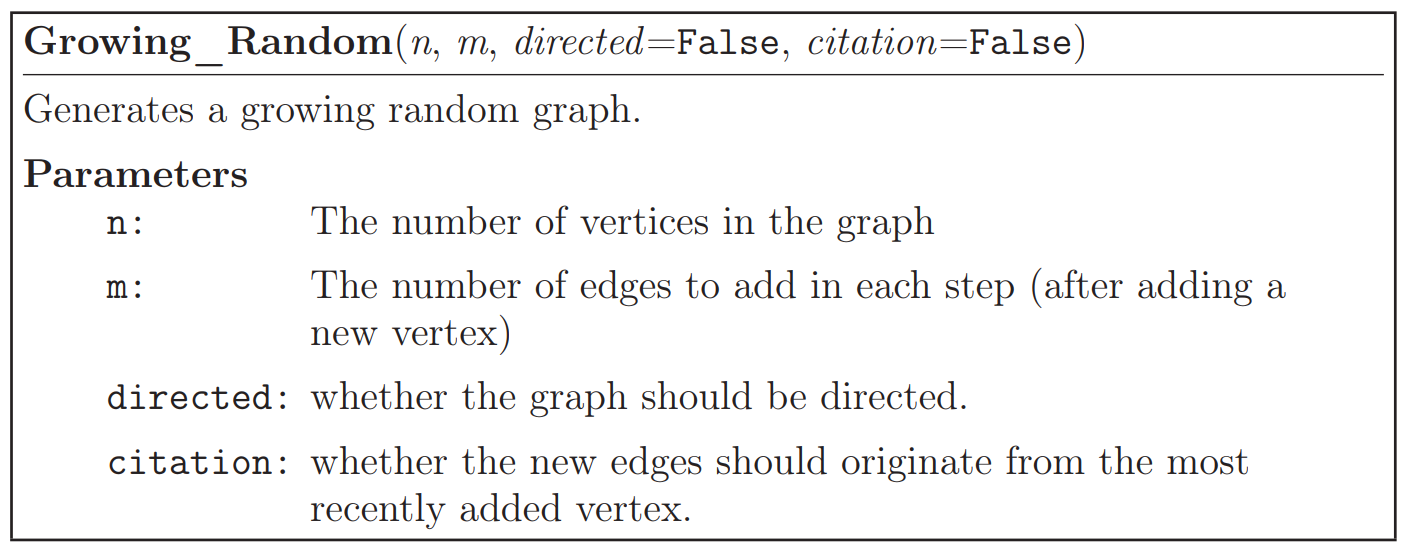 Growing_Random(n, m, directed=False, citation=False)
Generates a growing random graph.
Parameters
n: The number of vertices in the graph
m: The number of edges to add in each step (after adding a
new vertex)
directed: whether the graph should be directed.
citation: whether the new edges should originate from the most
recently added vertex.